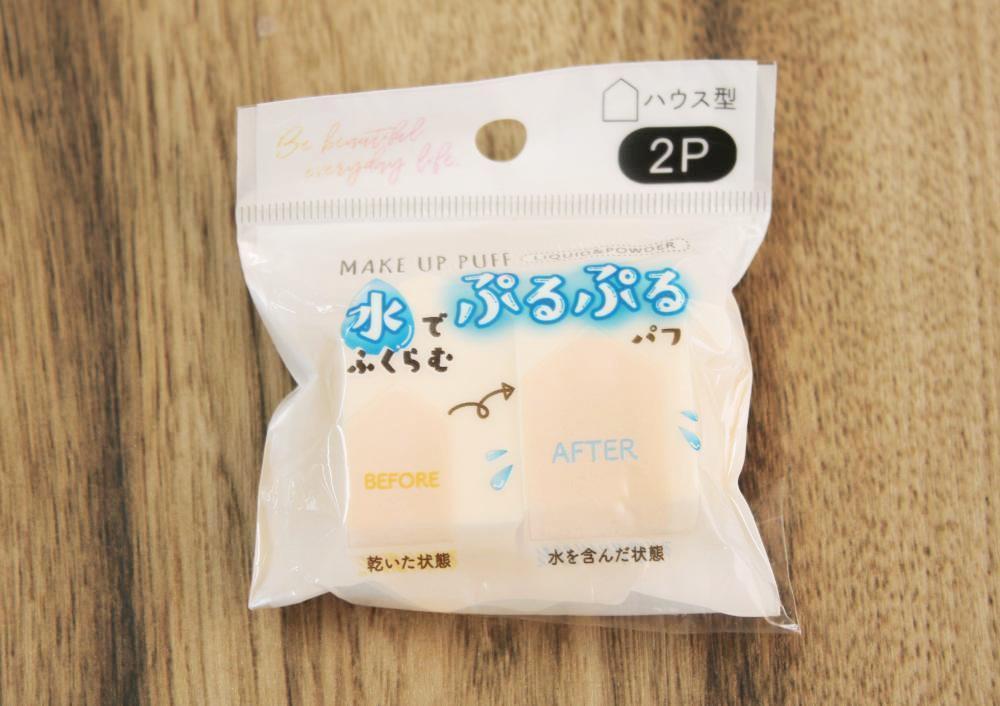 Be beautiful
everyday life.
ハウス型
2P
MAKE UP PUFF
LIQUID&POWDER
水で
ふくらむ
ぷるぷる
パフ
BEFORE
AFTER
乾いた状態
水を含んだ状態